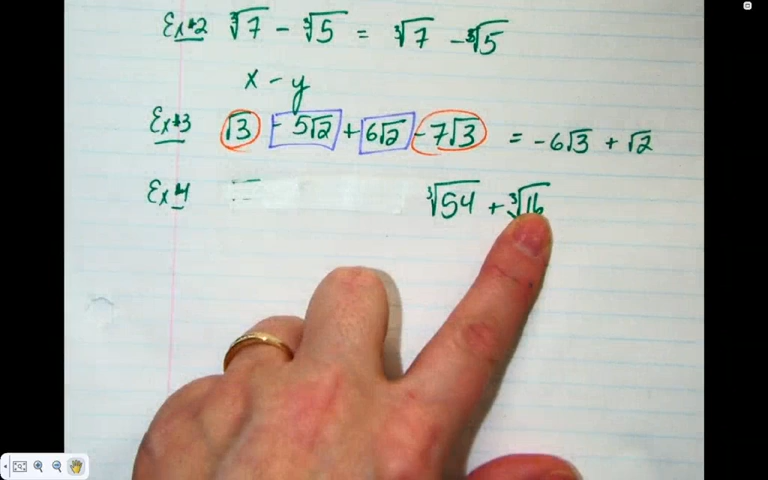 Ex#2 ∛7 - ∛5 = ∛7 - ∛5
x - y
Ex#3 √3 - 5√2 + 6√2 - 7√3 = -6√3 + √2
Ex#4 ∛54 + ∛16